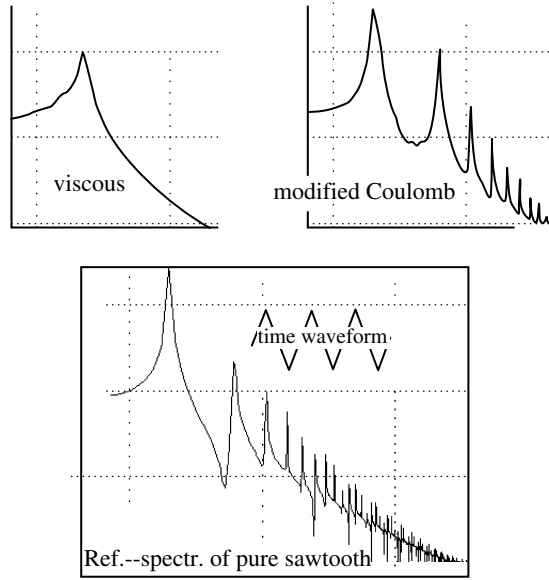 viscous
modified Coulomb
time waveform
Ref.--spectr. of pure sawtooth